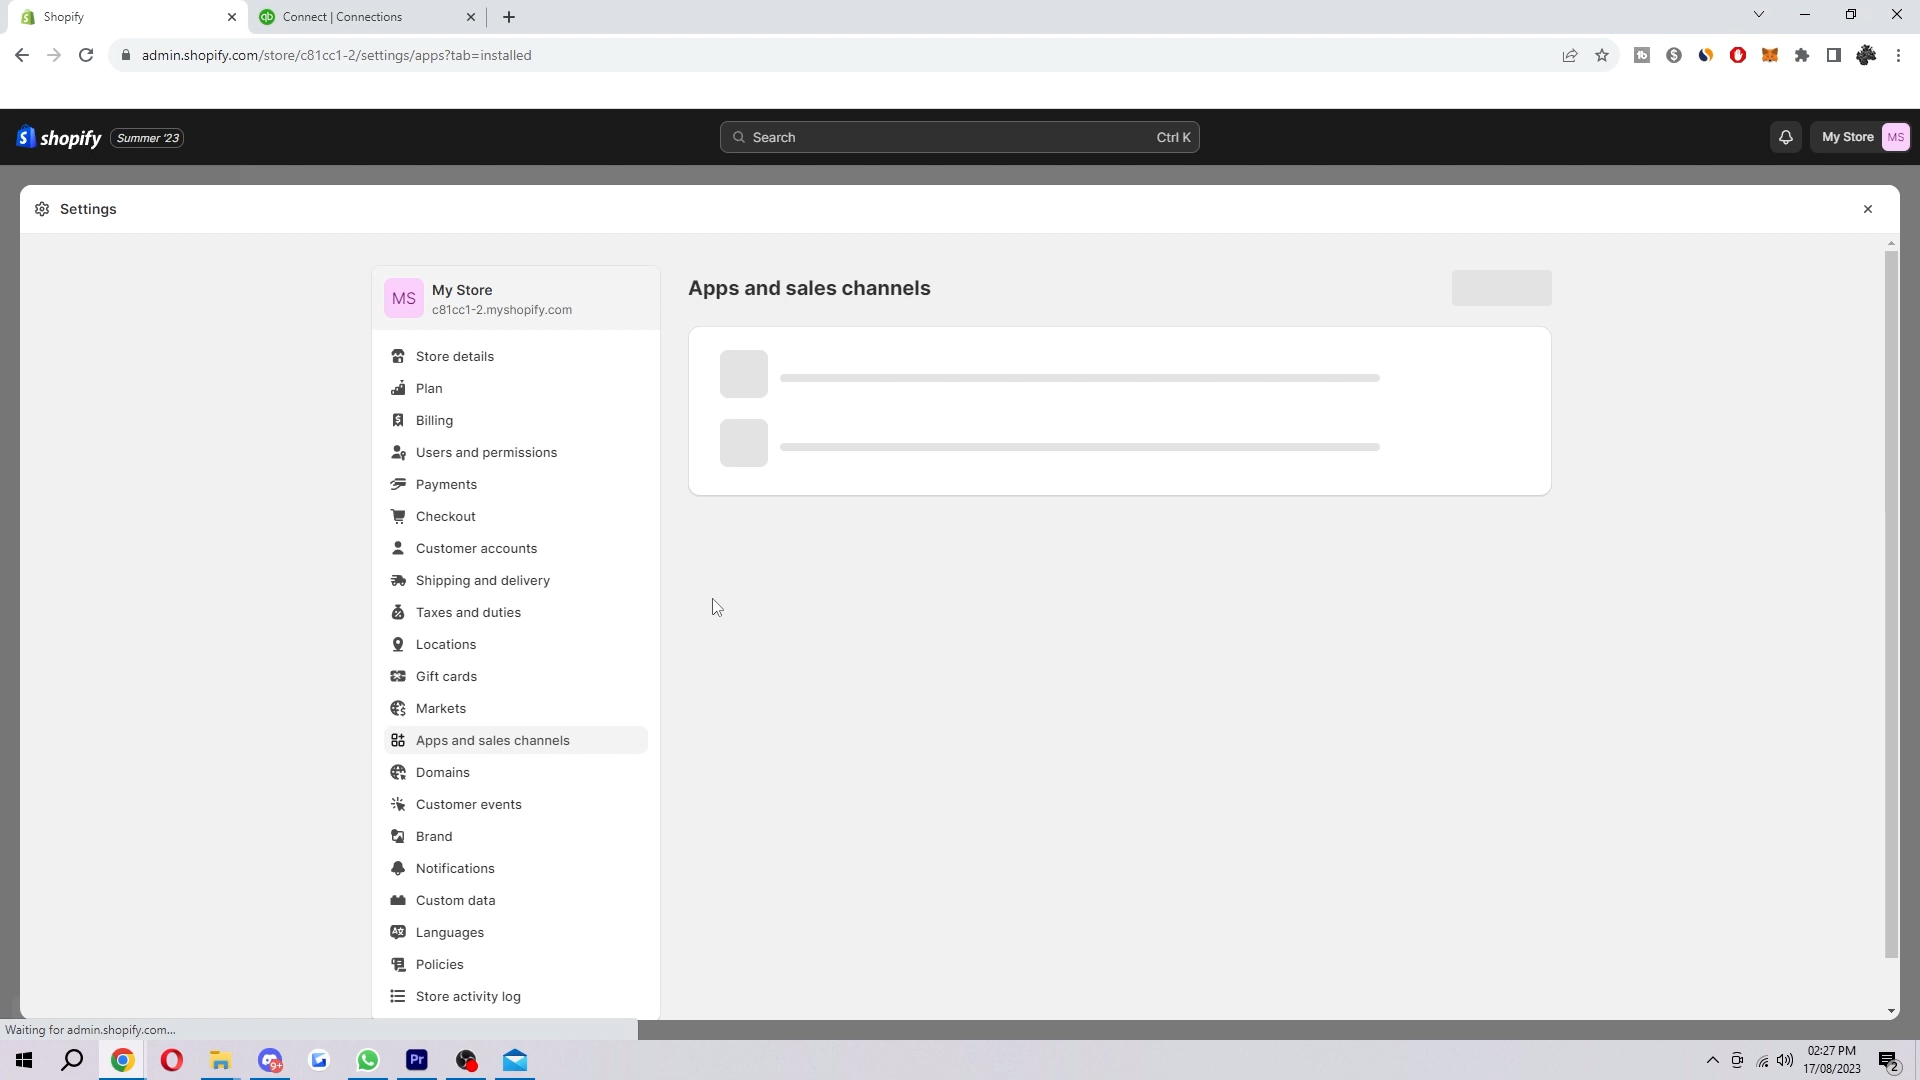 Shopify
Connect | Connections
admin.shopify.com/store/c81cc1-2/settings/apps?tab=installed
shopify
Summer '23
Search
Ctrl K
My Store
MS
Settings
MS
My Store
c81cc1-2.myshopify.com
Apps and sales channels
Store details
Plan
Billing
Users and permissions
Payments
Checkout
Customer accounts
Shipping and delivery
Taxes and duties
Locations
Gift cards
Markets
Apps and sales channels
Domains
Customer events
Brand
Notifications
Custom data
Languages
Policies
Store activity log
Waiting for admin.shopify.com...
9+
Pr
02:27 PM
17/08/2023
2